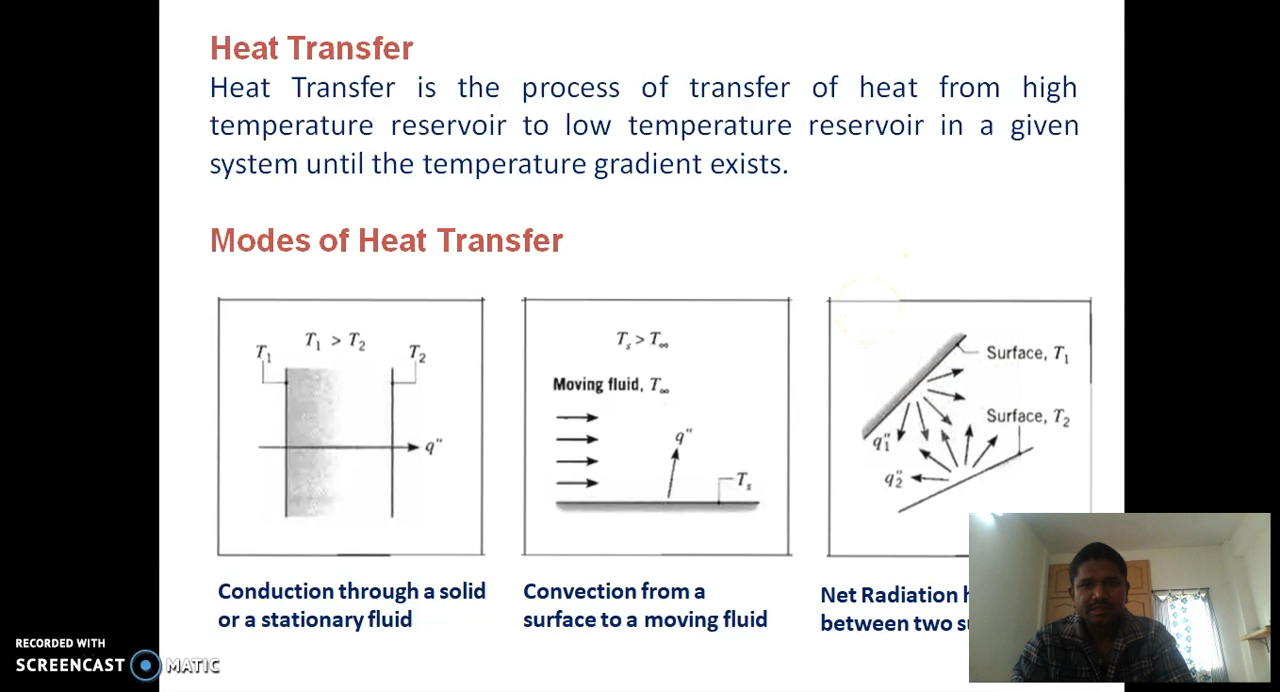 Heat Transfer
Heat Transfer is the process of transfer of heat from high
temperature reservoir to low temperature reservoir in a given
system until the temperature gradient exists.
Modes of Heat Transfer
T₁ > T₂
T₁
T₂
q"
Tₛ > T∞
Moving fluid, T∞
q"
Tₛ
Surface, T₁
Surface, T₂
q₁"
q₂"
Conduction through a solid
or a stationary fluid
Convection from a
surface to a moving fluid
Net Radiation
between two
RECORDED WITH
SCREENCAST MATIC